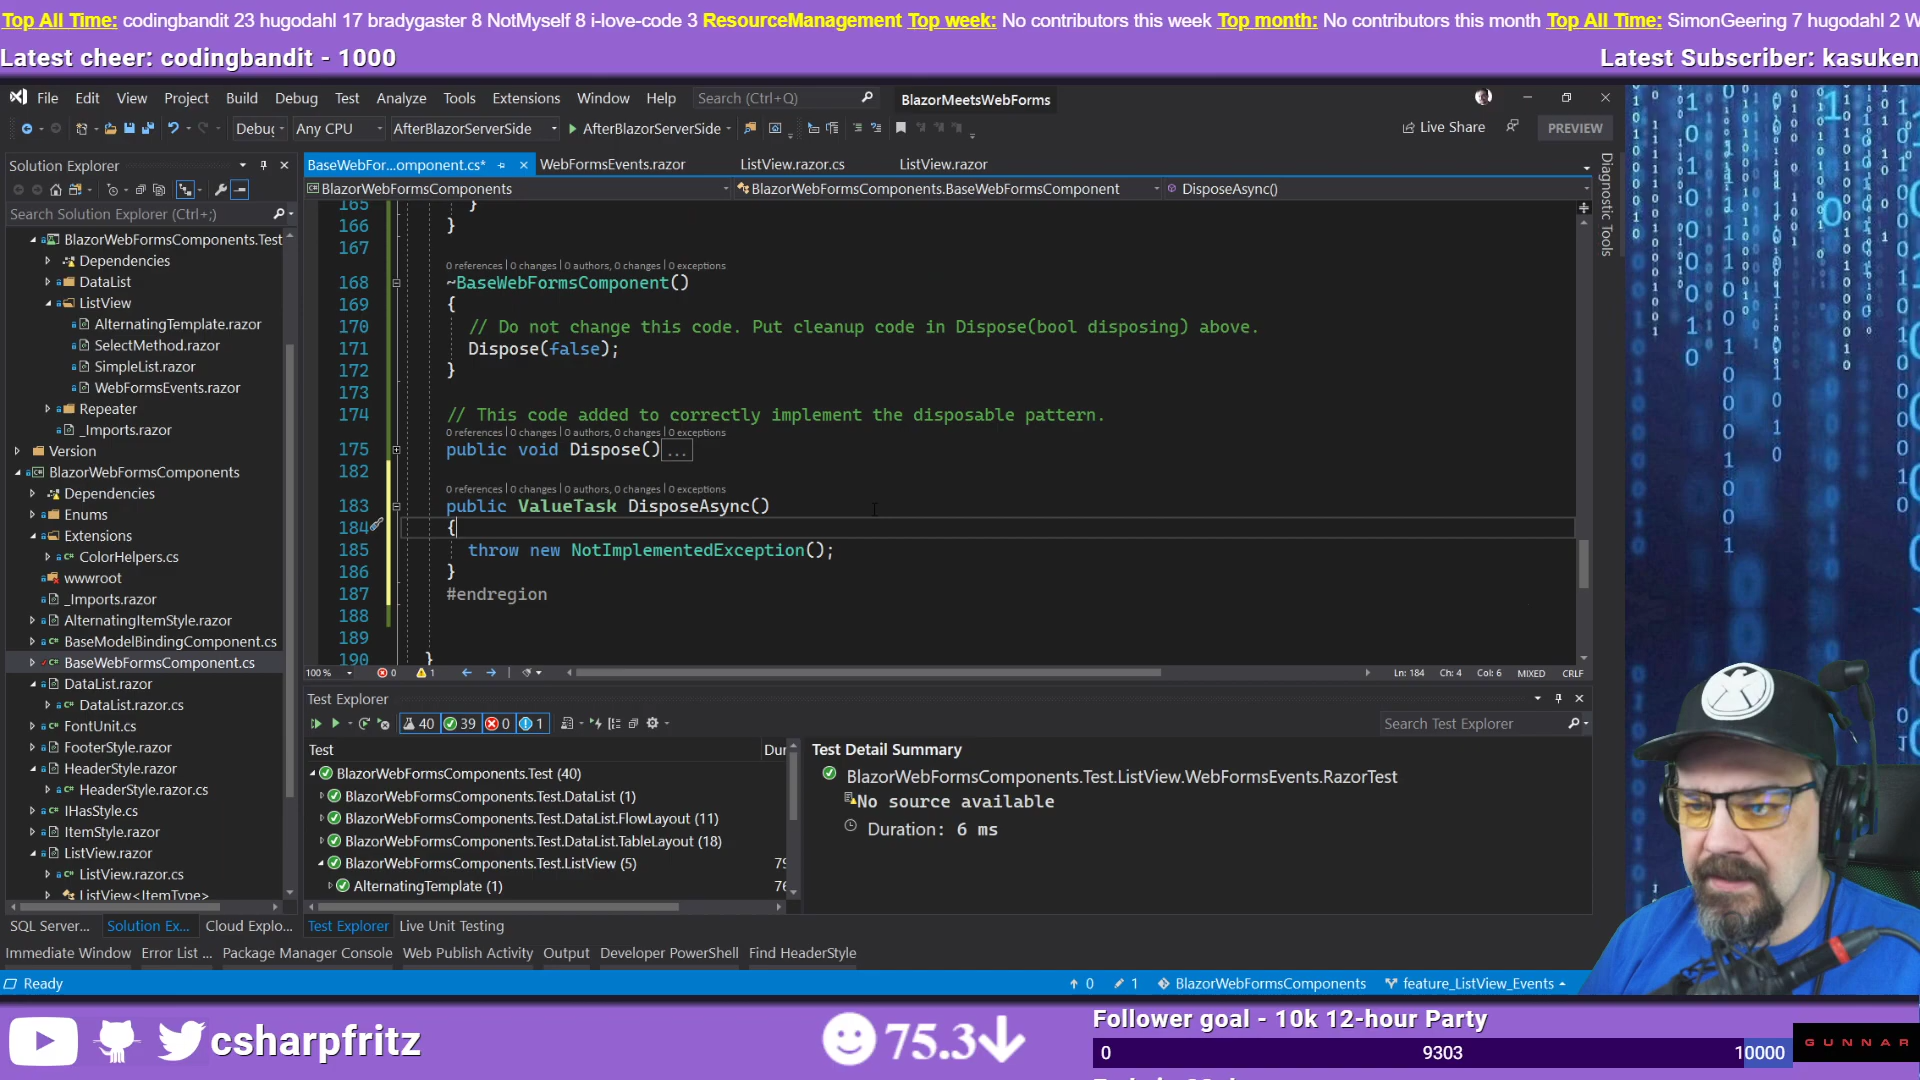 Top All Time: codingbandit 23 hugodahl 17 bradygaster 8 NotMyself 8 i-love-code 3 ResourceManagement Top week: No contributors this week Top month: No contributors this month Top All Time: SimonGeering 7 hugodahl 2 W
Latest cheer: codingbandit - 1000
Latest Subscriber: kasuken
File Edit View Project Build Debug Test Analyze Tools Extensions Window Help Search (Ctrl+Q) BlazorMeetsWebForms
Debug Any CPU AfterBlazorServerSide AfterBlazorServerSide Live Share PREVIEW
Solution Explorer
BaseWebFor...omponent.cs* WebFormsEvents.razor ListView.razor.cs ListView.razor
BlazorWebFormsComponents BlazorWebFormsComponents.BaseWebFormsComponent DisposeAsync()
Diagnostic Tools
Search Solution Explorer (Ctrl+;)
BlazorWebFormsComponents.Test
Dependencies
DataList
ListView
AlternatingTemplate.razor
SelectMethod.razor
SimpleList.razor
WebFormsEvents.razor
Repeater
_Imports.razor
Version
BlazorWebFormsComponents
Dependencies
Enums
Extensions
ColorHelpers.cs
wwwroot
_Imports.razor
AlternatingItemStyle.razor
BaseModelBindingComponent.cs
BaseWebFormsComponent.cs
DataList.razor
DataList.razor.cs
FontUnit.cs
FooterStyle.razor
HeaderStyle.razor
HeaderStyle.razor.cs
IHasStyle.cs
ItemStyle.razor
ListView.razor
ListView.razor.cs
ListView<ItemType>
165 }
166 }
167
0 references | 0 changes | 0 authors, 0 changes | 0 exceptions
168 ~BaseWebFormsComponent()
169 {
170 // Do not change this code. Put cleanup code in Dispose(bool disposing) above.
171 Dispose(false);
172 }
173
174 // This code added to correctly implement the disposable pattern.
0 references | 0 changes | 0 authors, 0 changes | 0 exceptions
175 public void Dispose()...
182
0 references | 0 changes | 0 authors, 0 changes | 0 exceptions
183 public ValueTask DisposeAsync()
184 {
185 throw new NotImplementedException();
186 }
187 #endregion
188
189
190 }
100% 0 1 Ln: 184 Ch: 4 Col: 6 MIXED CRLF
Test Explorer
40 39 0 1 Search Test Explorer
Test Dur
BlazorWebFormsComponents.Test (40)
BlazorWebFormsComponents.Test.DataList (1)
BlazorWebFormsComponents.Test.DataList.FlowLayout (11)
BlazorWebFormsComponents.Test.DataList.TableLayout (18)
BlazorWebFormsComponents.Test.ListView (5) 79
AlternatingTemplate (1) 76
Test Detail Summary
BlazorWebFormsComponents.Test.ListView.WebFormsEvents.RazorTest
No source available
Duration: 6 ms
SQL Server... Solution Ex... Cloud Explo... Test Explorer Live Unit Testing
Immediate Window Error List ... Package Manager Console Web Publish Activity Output Developer PowerShell Find HeaderStyle
Ready 0 1 BlazorWebFormsComponents feature_ListView_Events
csharpfritz
75.3
Follower goal - 10k 12-hour Party
0 9303 10000
GUNNAR